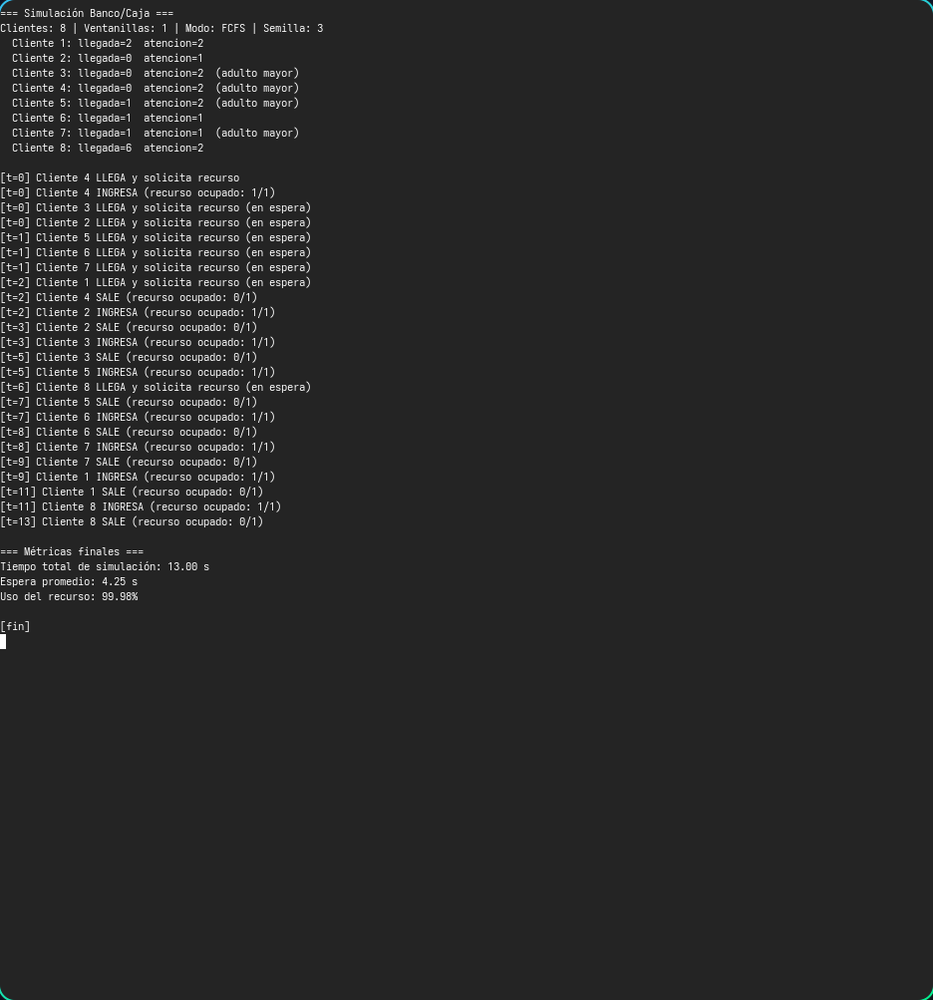 === Simulación Banco/Caja ===
Clientes: 8 | Ventanillas: 1 | Modo: FCFS | Semilla: 3
  Cliente 1: llegada=2  atencion=2
  Cliente 2: llegada=0  atencion=1
  Cliente 3: llegada=0  atencion=2  (adulto mayor)
  Cliente 4: llegada=0  atencion=2  (adulto mayor)
  Cliente 5: llegada=1  atencion=2  (adulto mayor)
  Cliente 6: llegada=1  atencion=1
  Cliente 7: llegada=1  atencion=1  (adulto mayor)
  Cliente 8: llegada=6  atencion=2

[t=0] Cliente 4 LLEGA y solicita recurso
[t=0] Cliente 4 INGRESA (recurso ocupado: 1/1)
[t=0] Cliente 3 LLEGA y solicita recurso (en espera)
[t=0] Cliente 2 LLEGA y solicita recurso (en espera)
[t=1] Cliente 5 LLEGA y solicita recurso (en espera)
[t=1] Cliente 6 LLEGA y solicita recurso (en espera)
[t=1] Cliente 7 LLEGA y solicita recurso (en espera)
[t=2] Cliente 1 LLEGA y solicita recurso (en espera)
[t=2] Cliente 4 SALE (recurso ocupado: 0/1)
[t=2] Cliente 2 INGRESA (recurso ocupado: 1/1)
[t=3] Cliente 2 SALE (recurso ocupado: 0/1)
[t=3] Cliente 3 INGRESA (recurso ocupado: 1/1)
[t=5] Cliente 3 SALE (recurso ocupado: 0/1)
[t=5] Cliente 5 INGRESA (recurso ocupado: 1/1)
[t=6] Cliente 8 LLEGA y solicita recurso (en espera)
[t=7] Cliente 5 SALE (recurso ocupado: 0/1)
[t=7] Cliente 6 INGRESA (recurso ocupado: 1/1)
[t=8] Cliente 6 SALE (recurso ocupado: 0/1)
[t=8] Cliente 7 INGRESA (recurso ocupado: 1/1)
[t=9] Cliente 7 SALE (recurso ocupado: 0/1)
[t=9] Cliente 1 INGRESA (recurso ocupado: 1/1)
[t=11] Cliente 1 SALE (recurso ocupado: 0/1)
[t=11] Cliente 8 INGRESA (recurso ocupado: 1/1)
[t=13] Cliente 8 SALE (recurso ocupado: 0/1)

=== Métricas finales ===
Tiempo total de simulación: 13.00 s
Espera promedio: 4.25 s
Uso del recurso: 99.98%

[fin]